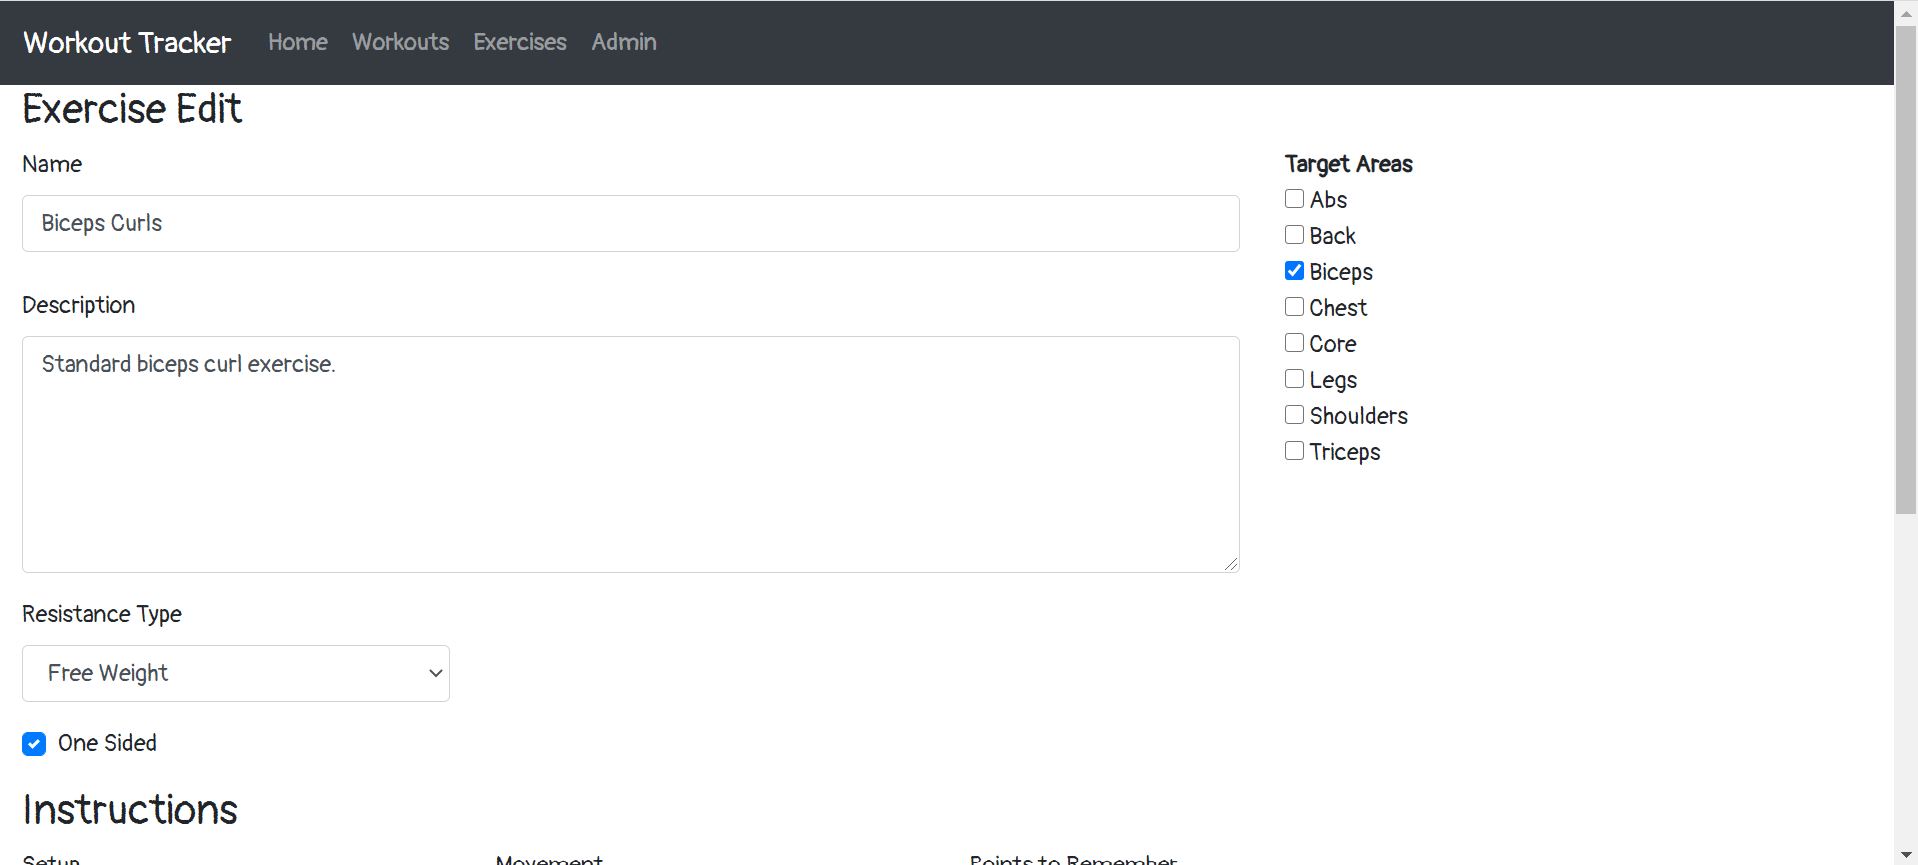 Workout Tracker Home Workouts Exercises Admin
Exercise Edit
Name
Biceps Curls
Description
Standard biceps curl exercise.
Resistance Type
Free Weight
One Sided
Target Areas
Abs
Back
Biceps
Chest
Core
Legs
Shoulders
Triceps
Instructions
Setup Movement Points to Remember